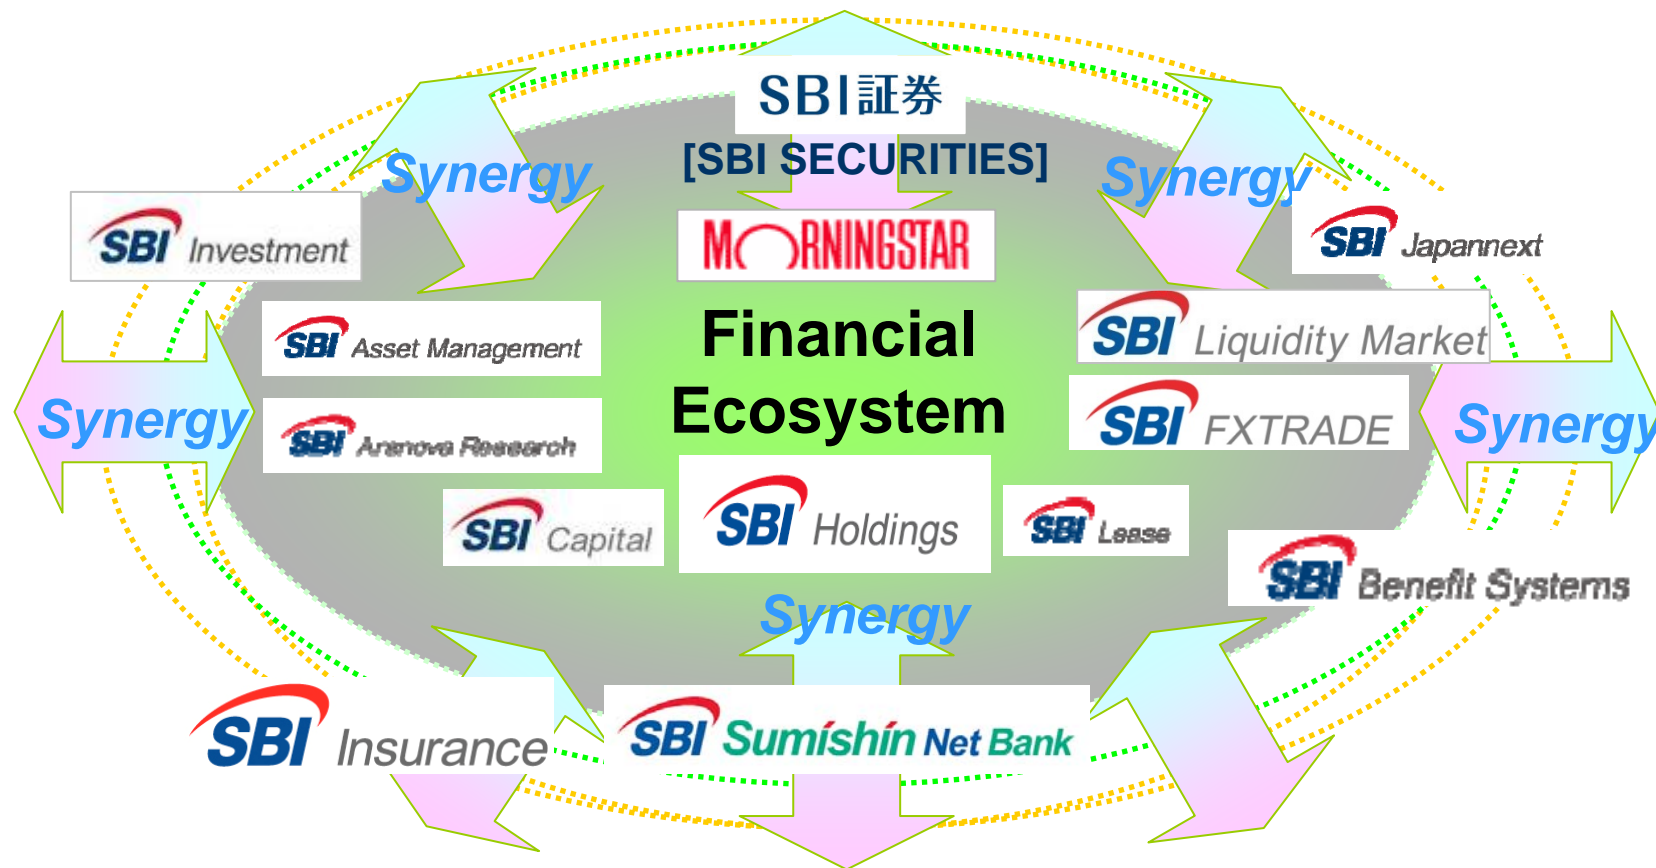 SBI証券
[SBI SECURITIES]
Synergy
Synergy
SBI Investment
MORNINGSTAR
SBI Japannext
SBI Asset Management
Financial
Ecosystem
SBI Liquidity Market
Synergy
SBI Aranova Research
SBI FXTRADE
Synergy
SBI Capital
SBI Holdings
SBI Lease
SBI Benefit Systems
Synergy
SBI Insurance
SBI Sumishin Net Bank